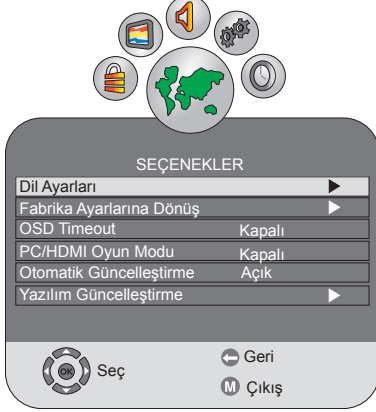 SEÇENEKLER
Dil Ayarları
Fabrika Ayarlarına Dönüş
OSD Timeout Kapalı
PC/HDMI Oyun Modu Kapalı
Otomatik Güncelleştirme Açık
Yazılım Güncelleştirme
OK Seç
Geri
M Çıkış